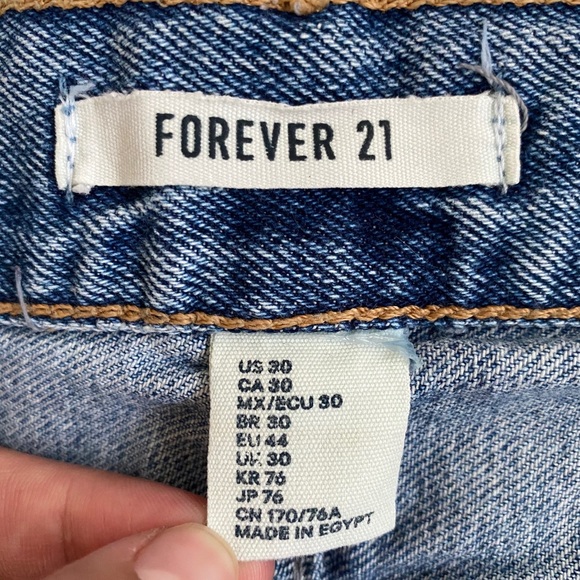 FOREVER 21
US 30
CA 30
MX/ECU 30
BR 30
EU 44
UK 30
KR 76
JP 76
CN 170/76A
MADE IN EGYPT